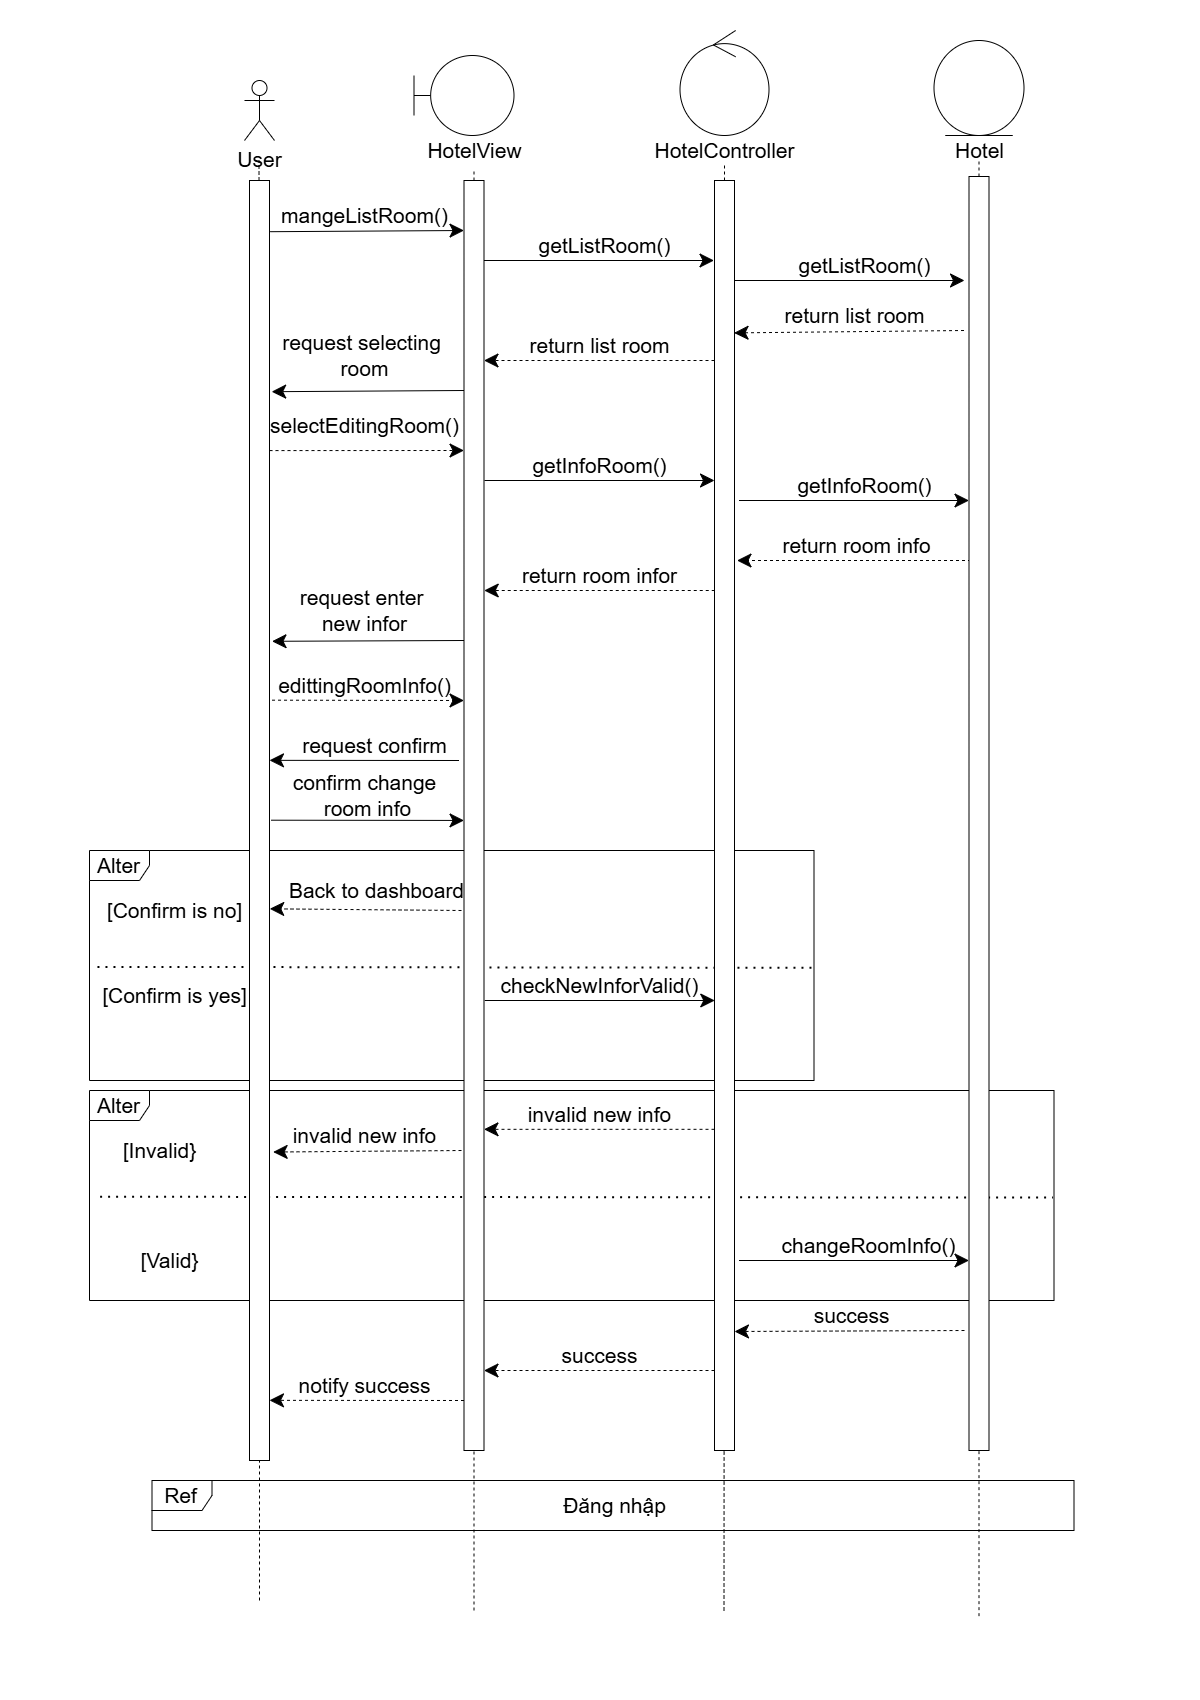 User
HotelView
HotelController
Hotel
mangeListRoom()
getListRoom()
getListRoom()
return list room
return list room
request selecting
room
selectEditingRoom()
getInfoRoom()
getInfoRoom()
return room info
return room infor
request enter
new infor
edittingRoomInfo()
request confirm
confirm change
room info
Alter
Back to dashboard
[Confirm is no]
checkNewInforValid()
[Confirm is yes]
Alter
invalid new info
invalid new info
[Invalid}
changeRoomInfo()
[Valid}
success
success
notify success
Ref
Đăng nhập